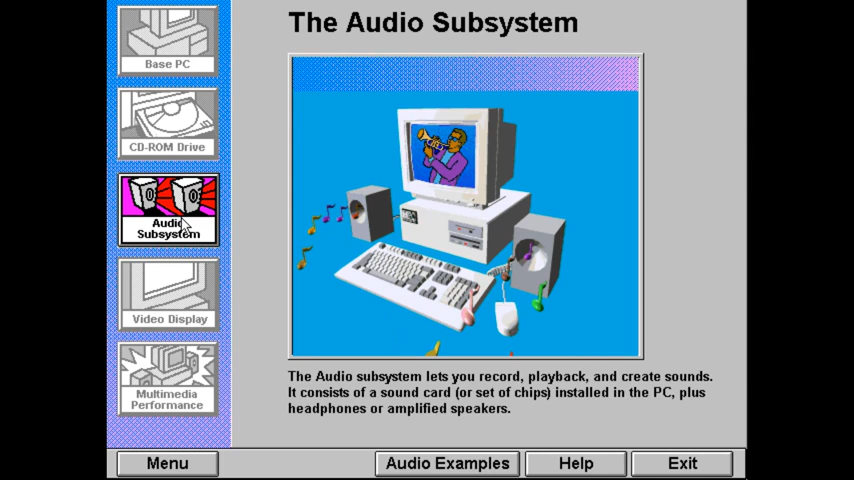 The Audio Subsystem
Base PC
CD-ROM Drive
Audio
Subsystem
Video Display
Multimedia
Performance
The Audio subsystem lets you record, playback, and create sounds.
It consists of a sound card (or set of chips) installed in the PC, plus
headphones or amplified speakers.
Menu
Audio Examples
Help
Exit